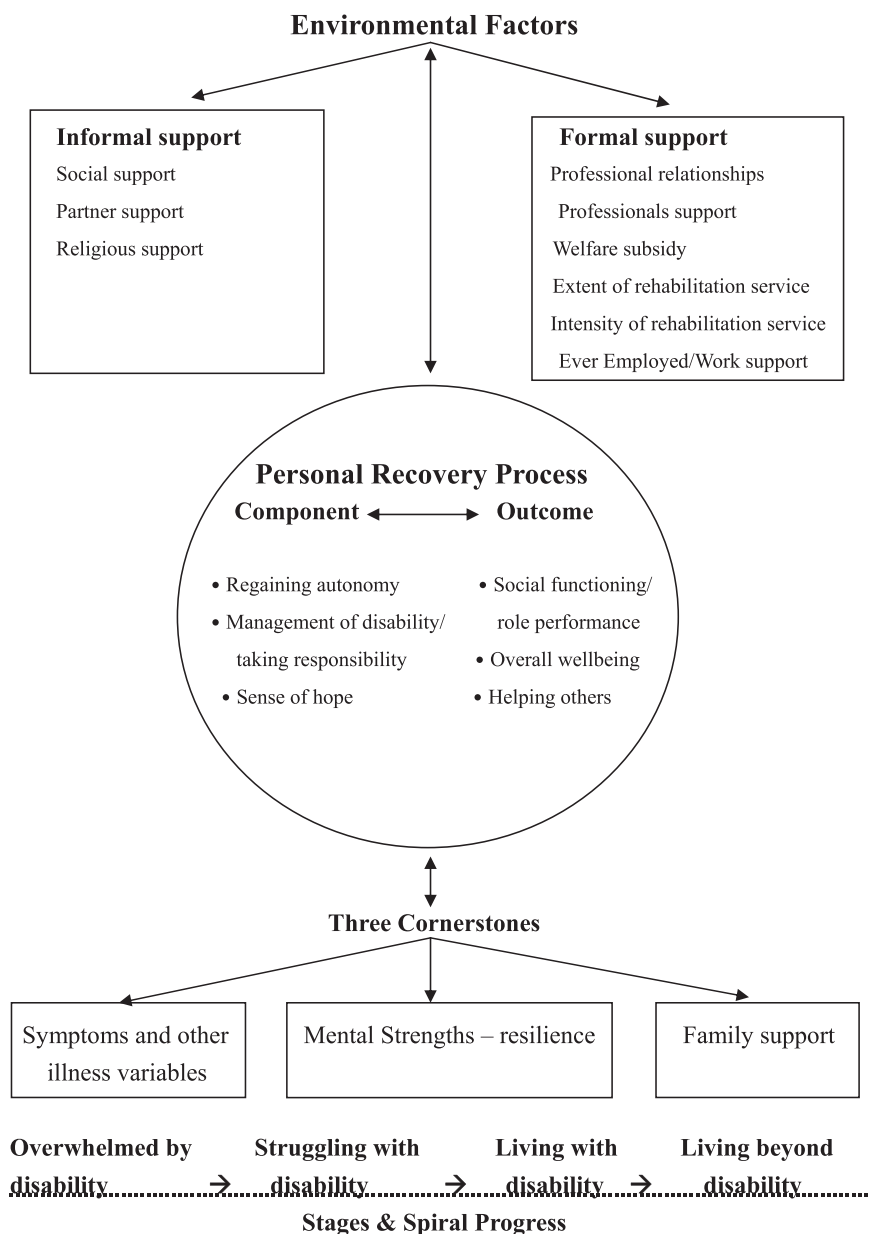 Environmental Factors
Informal support
Social support
Partner support
Religious support
Formal support
Professional relationships
Professionals support
Welfare subsidy
Extent of rehabilitation service
Intensity of rehabilitation service
Ever Employed/Work support
Personal Recovery Process
Component
Outcome
• Regaining autonomy
• Management of disability/
taking responsibility
• Sense of hope
• Social functioning/
role performance
• Overall wellbeing
• Helping others
Three Cornerstones
Symptoms and other
illness variables
Mental Strengths – resilience
Family support
Overwhelmed by
disability
→
Struggling with
disability
→
Living with
disability
→
Living beyond
disability
Stages & Spiral Progress